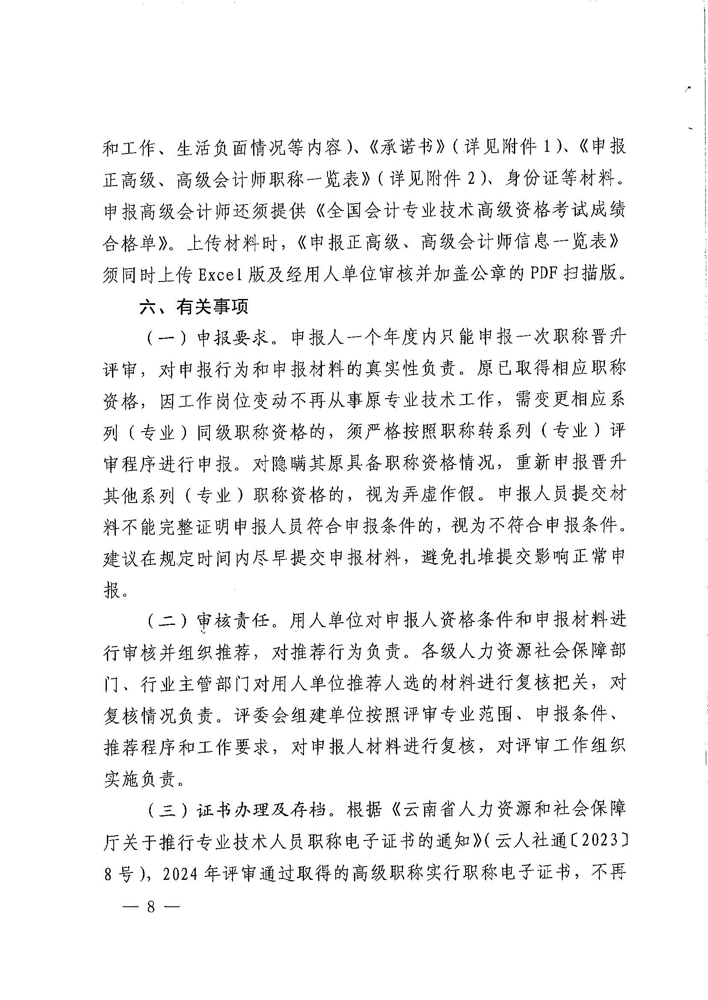 和工作、生活负面情况等内容)、《承诺书》(详见附件1)、《申报
正高级、高级会计师职称一览表》(详见附件2)、身份证等材料。
申报高级会计师还须提供《全国会计专业技术高级资格考试成绩
合格单》。上传材料时,《申报正高级、高级会计师信息一览表》
须同时上传Excel版及经用人单位审核并加盖公章的PDF扫描版。
六、有关事项
(一)申报要求。申报人一个年度内只能申报一次职称晋升
评审,对申报行为和申报材料的真实性负责。原已取得相应职称
资格,因工作岗位变动不再从事原专业技术工作,需变更相应系
列(专业)同级职称资格的,须严格按照职称转系列(专业)评
审程序进行申报。对隐瞒其原具备职称资格情况,重新申报晋升
其他系列(专业)职称资格的,视为弄虚作假。申报人员提交材
料不能完整证明申报人员符合申报条件的,视为不符合申报条件。
建议在规定时间内尽早提交申报材料,避免扎堆提交影响正常申
报。
(二)审核责任。用人单位对申报人资格条件和申报材料进
行审核并组织推荐,对推荐行为负责。各级人力资源社会保障部
门、行业主管部门对用人单位推荐人选的材料进行复核把关,对
复核情况负责。评委会组建单位按照评审专业范围、申报条件、
推荐程序和工作要求,对申报人材料进行复核,对评审工作组织
实施负责。
(三)证书办理及存档。根据《云南省人力资源和社会保障
厅关于推行专业技术人员职称电子证书的通知》(云人社通〔2023〕
8号),2024年评审通过取得的高级职称实行职称电子证书,不再
— 8 —